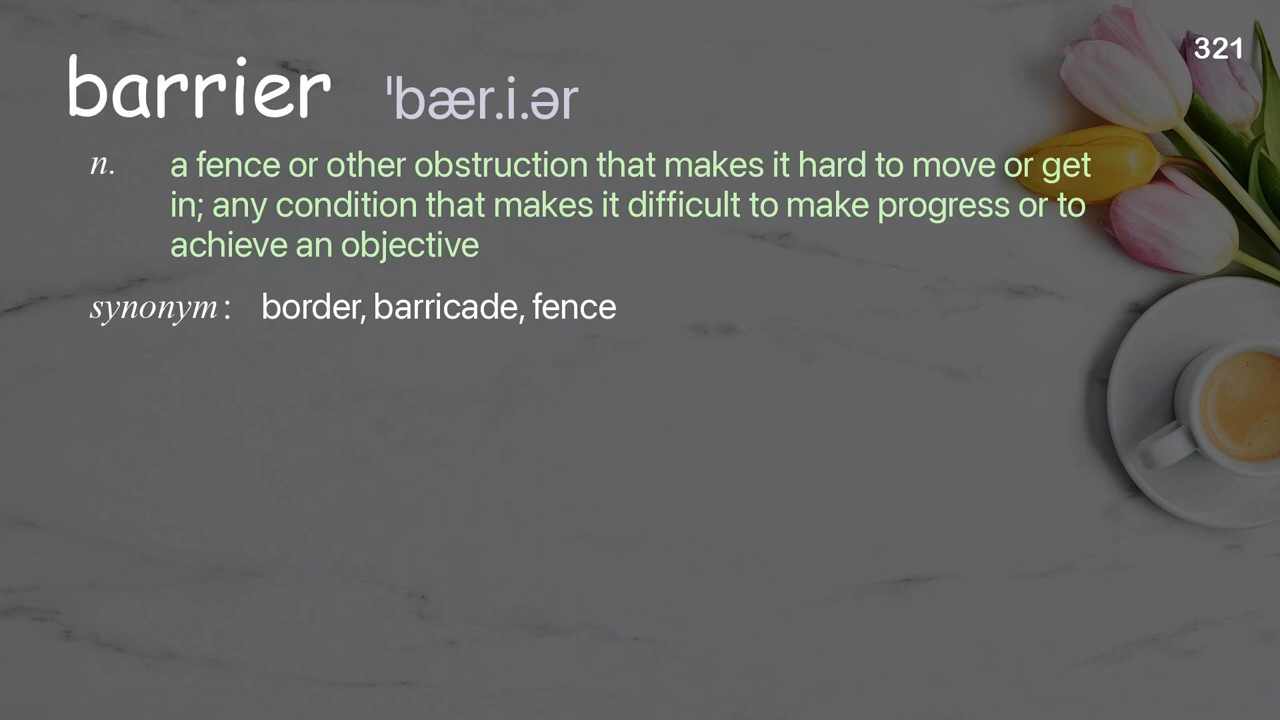 321
barrier ˈbær.i.ər
n. a fence or other obstruction that makes it hard to move or get
in; any condition that makes it difficult to make progress or to
achieve an objective
synonym: border, barricade, fence